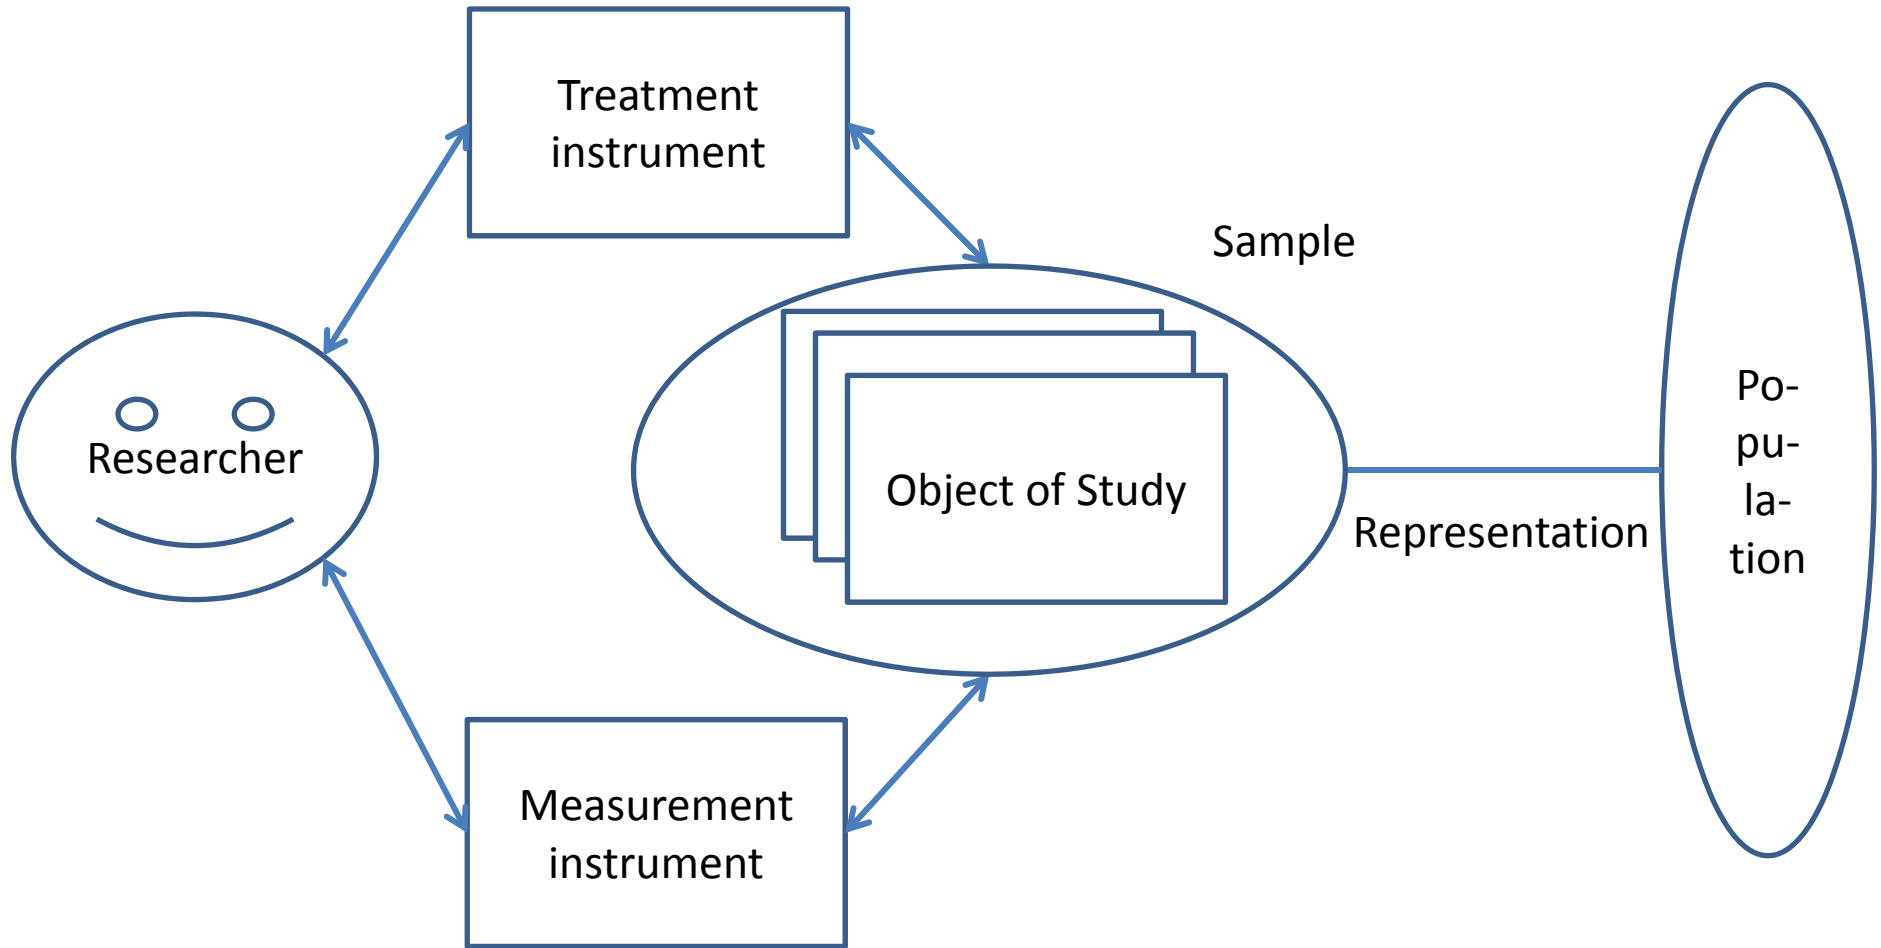 Treatment
instrument
Sample
Researcher
Object of Study
Representation
Po-
pu-
la-
tion
Measurement
instrument